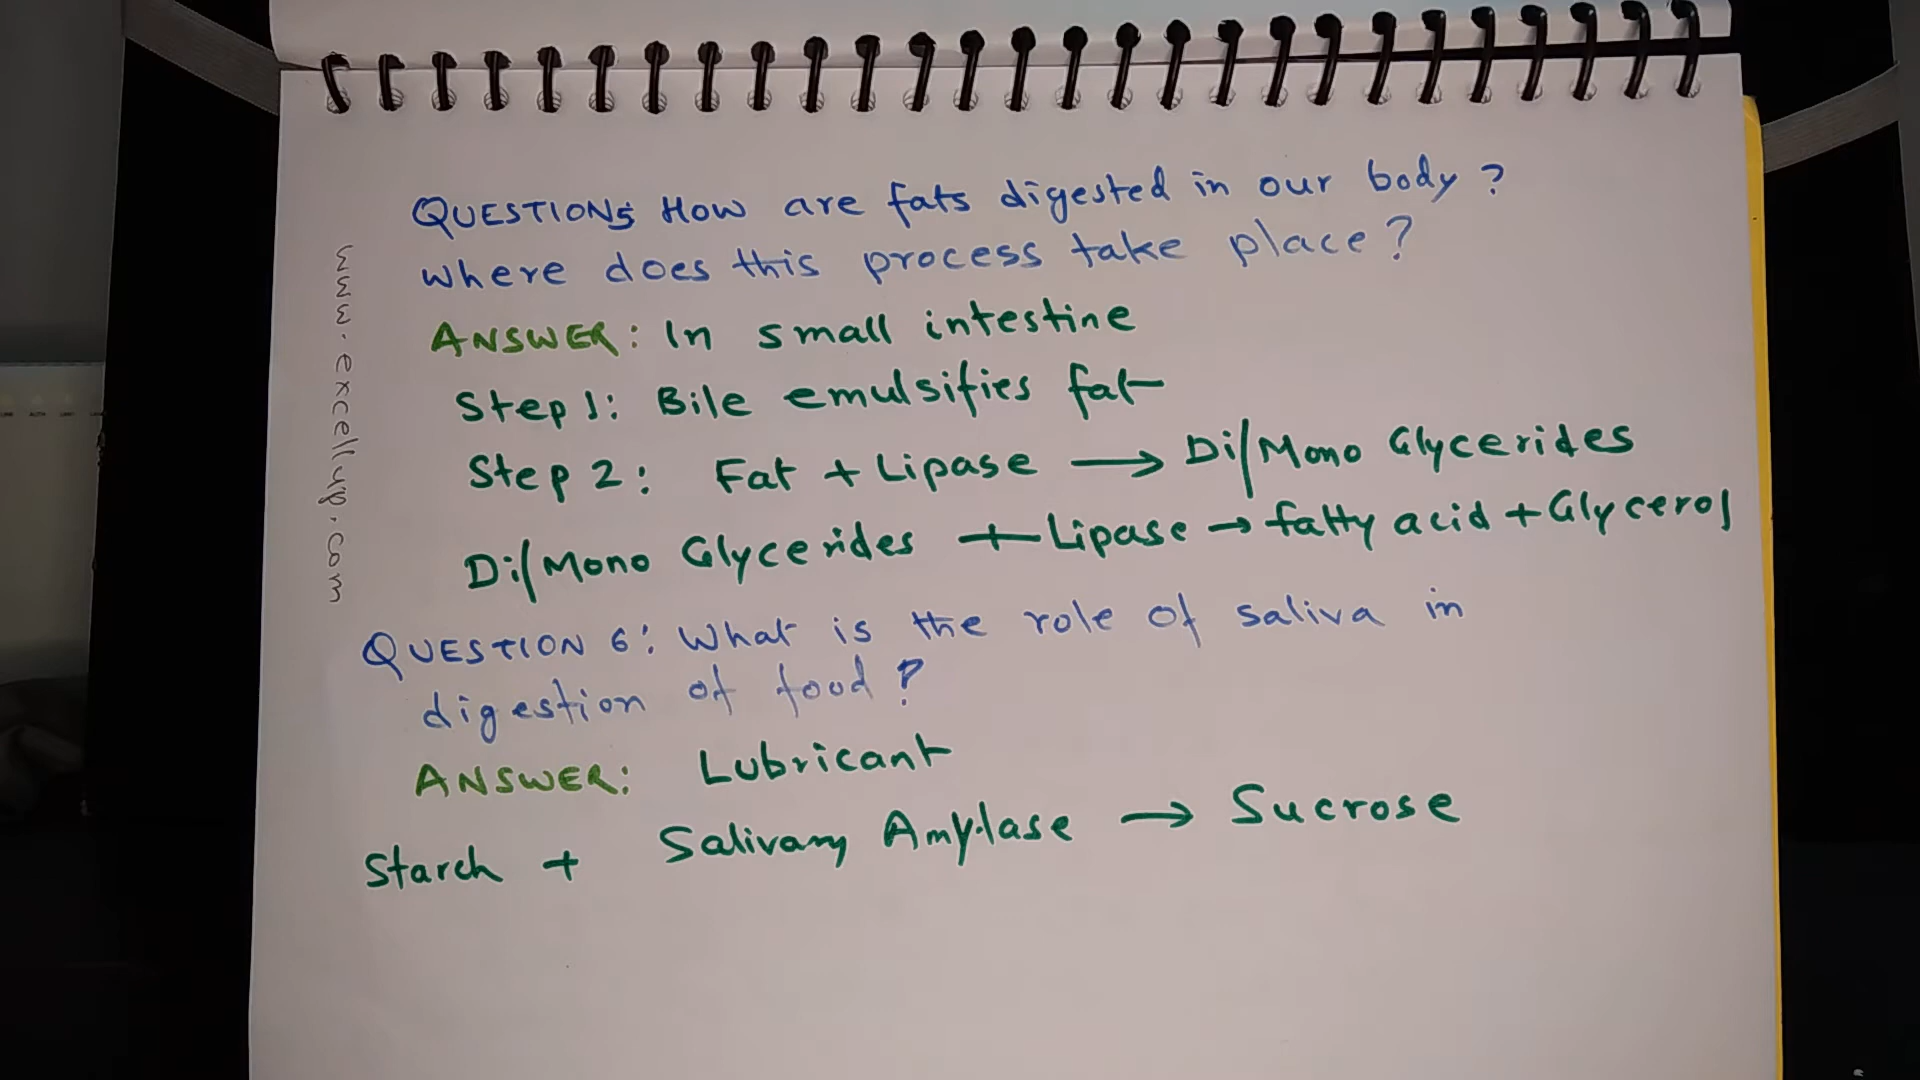 QUESTION 5 How are fats digested in our body?
where does this process take place?
ANSWER: In small intestine
Step 1: Bile emulsifies fat
Step 2: Fat + Lipase → Di/Mono Glycerides
Di/Mono Glycerides + Lipase → fatty acid + Glycerol
QUESTION 6: What is the role of saliva in
digestion of food?
ANSWER: Lubricant
Starch + Salivary Amylase → Sucrose
www.excellup.com